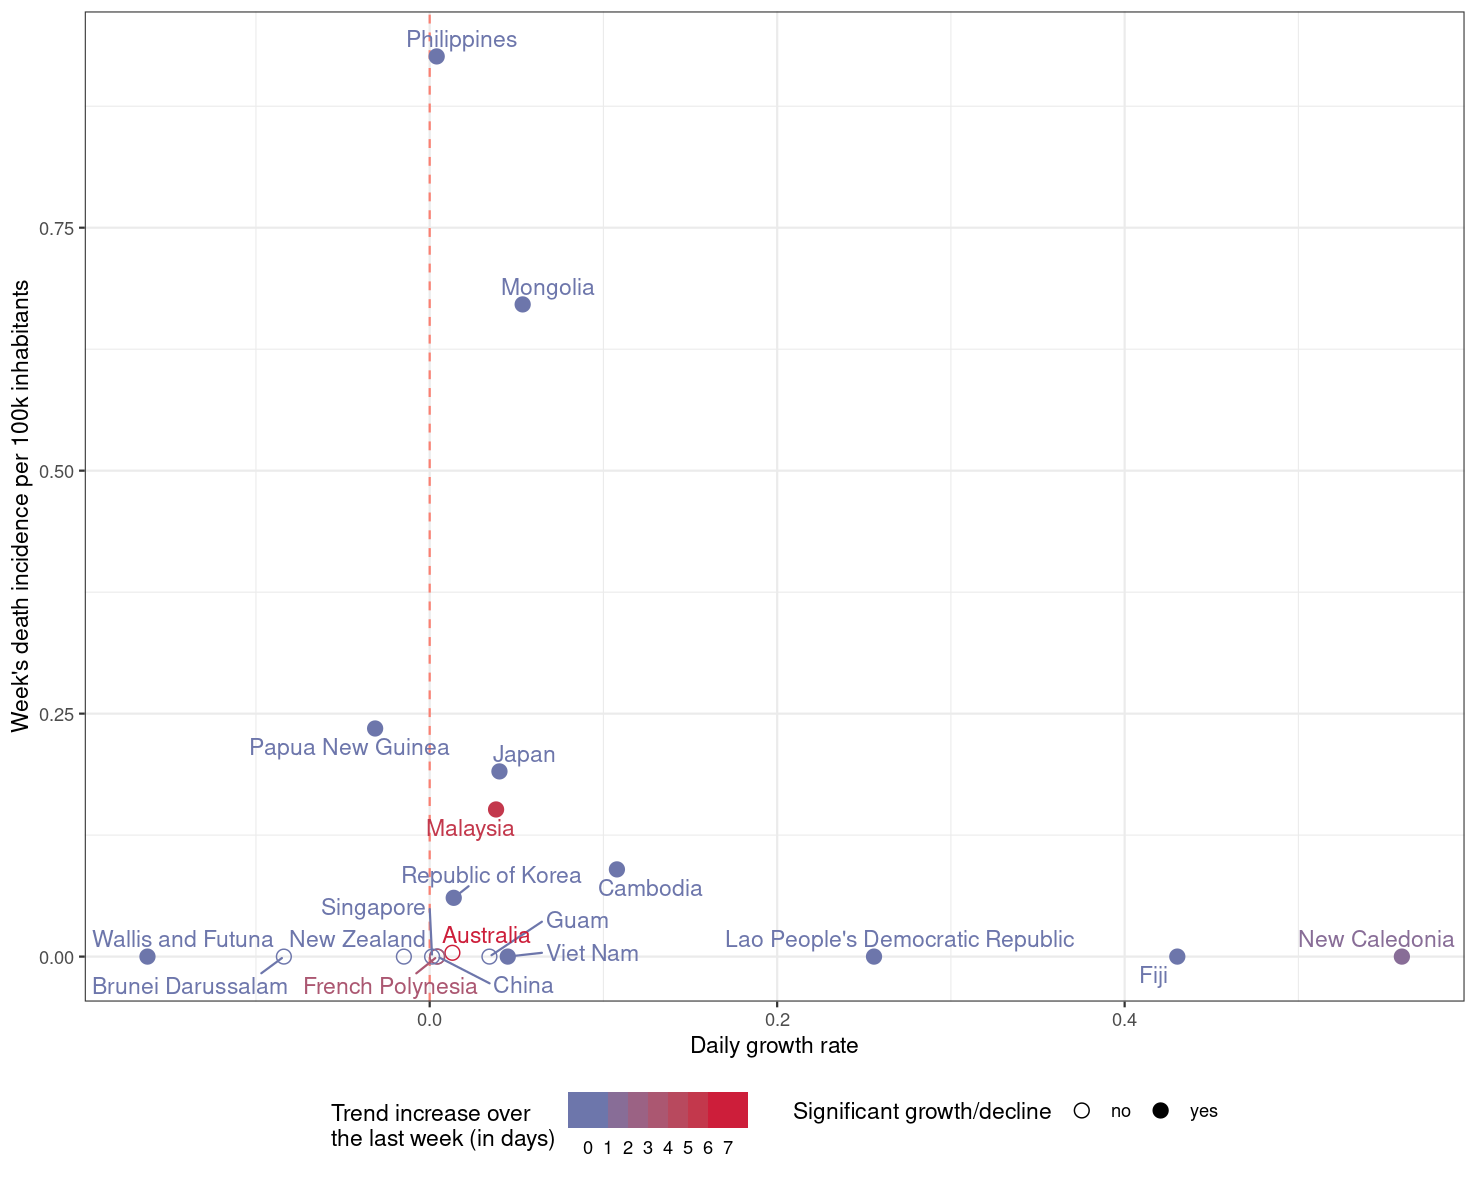 Philippines
Mongolia
Papua New Guinea
Japan
Malaysia
Republic of Korea
Cambodia
Singapore
Guam
Wallis and Futuna
New Zealand
Australia
Viet Nam
Lao People's Democratic Republic
New Caledonia
Fiji
Brunei Darussalam
French Polynesia
China
Week's death incidence per 100k inhabitants
0.75
0.50
0.25
0.00
0.0
0.2
0.4
Daily growth rate
Trend increase over
the last week (in days)
0 1 2 3 4 5 6 7
Significant growth/decline
no
yes